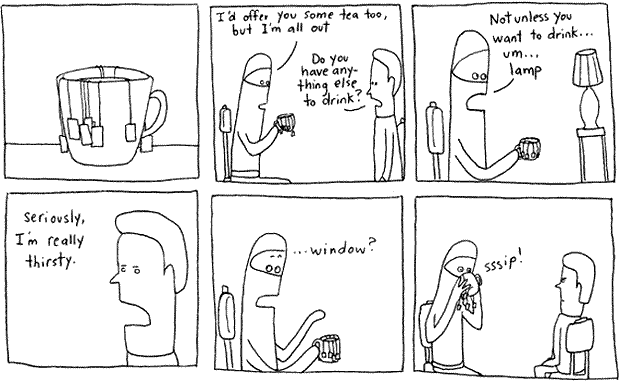 I'd offer you some tea too,
but I'm all out
Do you
have any-
thing else
to drink?
Not unless you
want to drink...
um...
lamp
seriously,
I'm really
thirsty.
...window?
sssip!